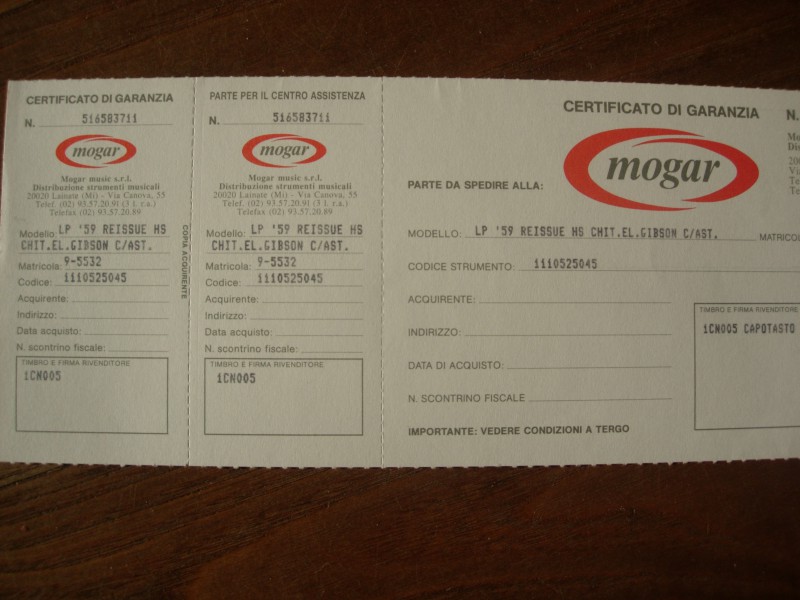 CERTIFICATO DI GARANZIA
N. 516583711
mogar
Mogar music s.r.l.
Distribuzione strumenti musicali
20020 Lainate (Mi) - Via Canova, 55
Telef. (02) 93.57.20.91 (3 l. r.a.)
Telefax (02) 93.57.20.89
Modello: LP '59 REISSUE HS
CHIT.EL.GIBSON C/AST.
Matricola: 9-5532
Codice: 1110525045
Acquirente:
Indirizzo:
Data acquisto:
N. scontrino fiscale:
TIMBRO E FIRMA RIVENDITORE
1CN005
COPIA ACQUIRENTE
PARTE PER IL CENTRO ASSISTENZA
N. 516583711
mogar
Mogar music s.r.l.
Distribuzione strumenti musicali
20020 Lainate (Mi) - Via Canova, 55
Telef. (02) 93.57.20.91 (3 l. r.a.)
Telefax (02) 93.57.20.89
Modello: LP '59 REISSUE HS
CHIT.EL.GIBSON C/AST.
Matricola: 9-5532
Codice: 1110525045
Acquirente:
Indirizzo:
Data acquisto:
N. scontrino fiscale:
TIMBRO E FIRMA RIVENDITORE
1CN005
CERTIFICATO DI GARANZIA N.
mogar
PARTE DA SPEDIRE ALLA:
MODELLO: LP '59 REISSUE HS CHIT.EL.GIBSON C/AST. MATRICO
CODICE STRUMENTO: 1110525045
ACQUIRENTE:
INDIRIZZO:
DATA DI ACQUISTO:
N. SCONTRINO FISCALE
IMPORTANTE: VEDERE CONDIZIONI A TERGO
TIMBRO E FIRMA RIVENDITORE
1CN005 CAPOTASTO